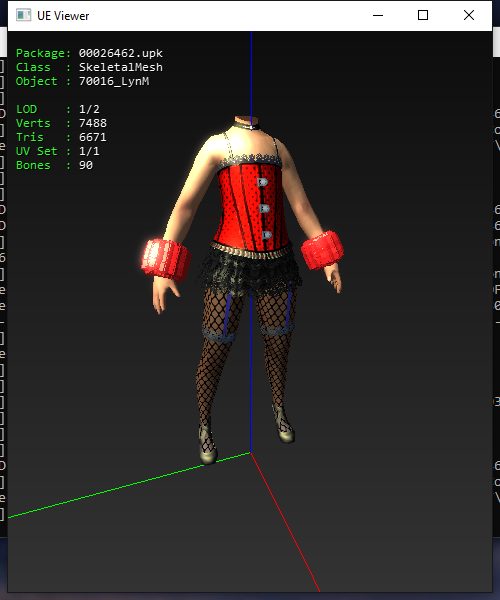 UE Viewer
Package: 00026462.upk
Class : SkeletalMesh
Object : 70016_LynM
LOD : 1/2
Verts : 7488
Tris : 6671
UV Set : 1/1
Bones : 90